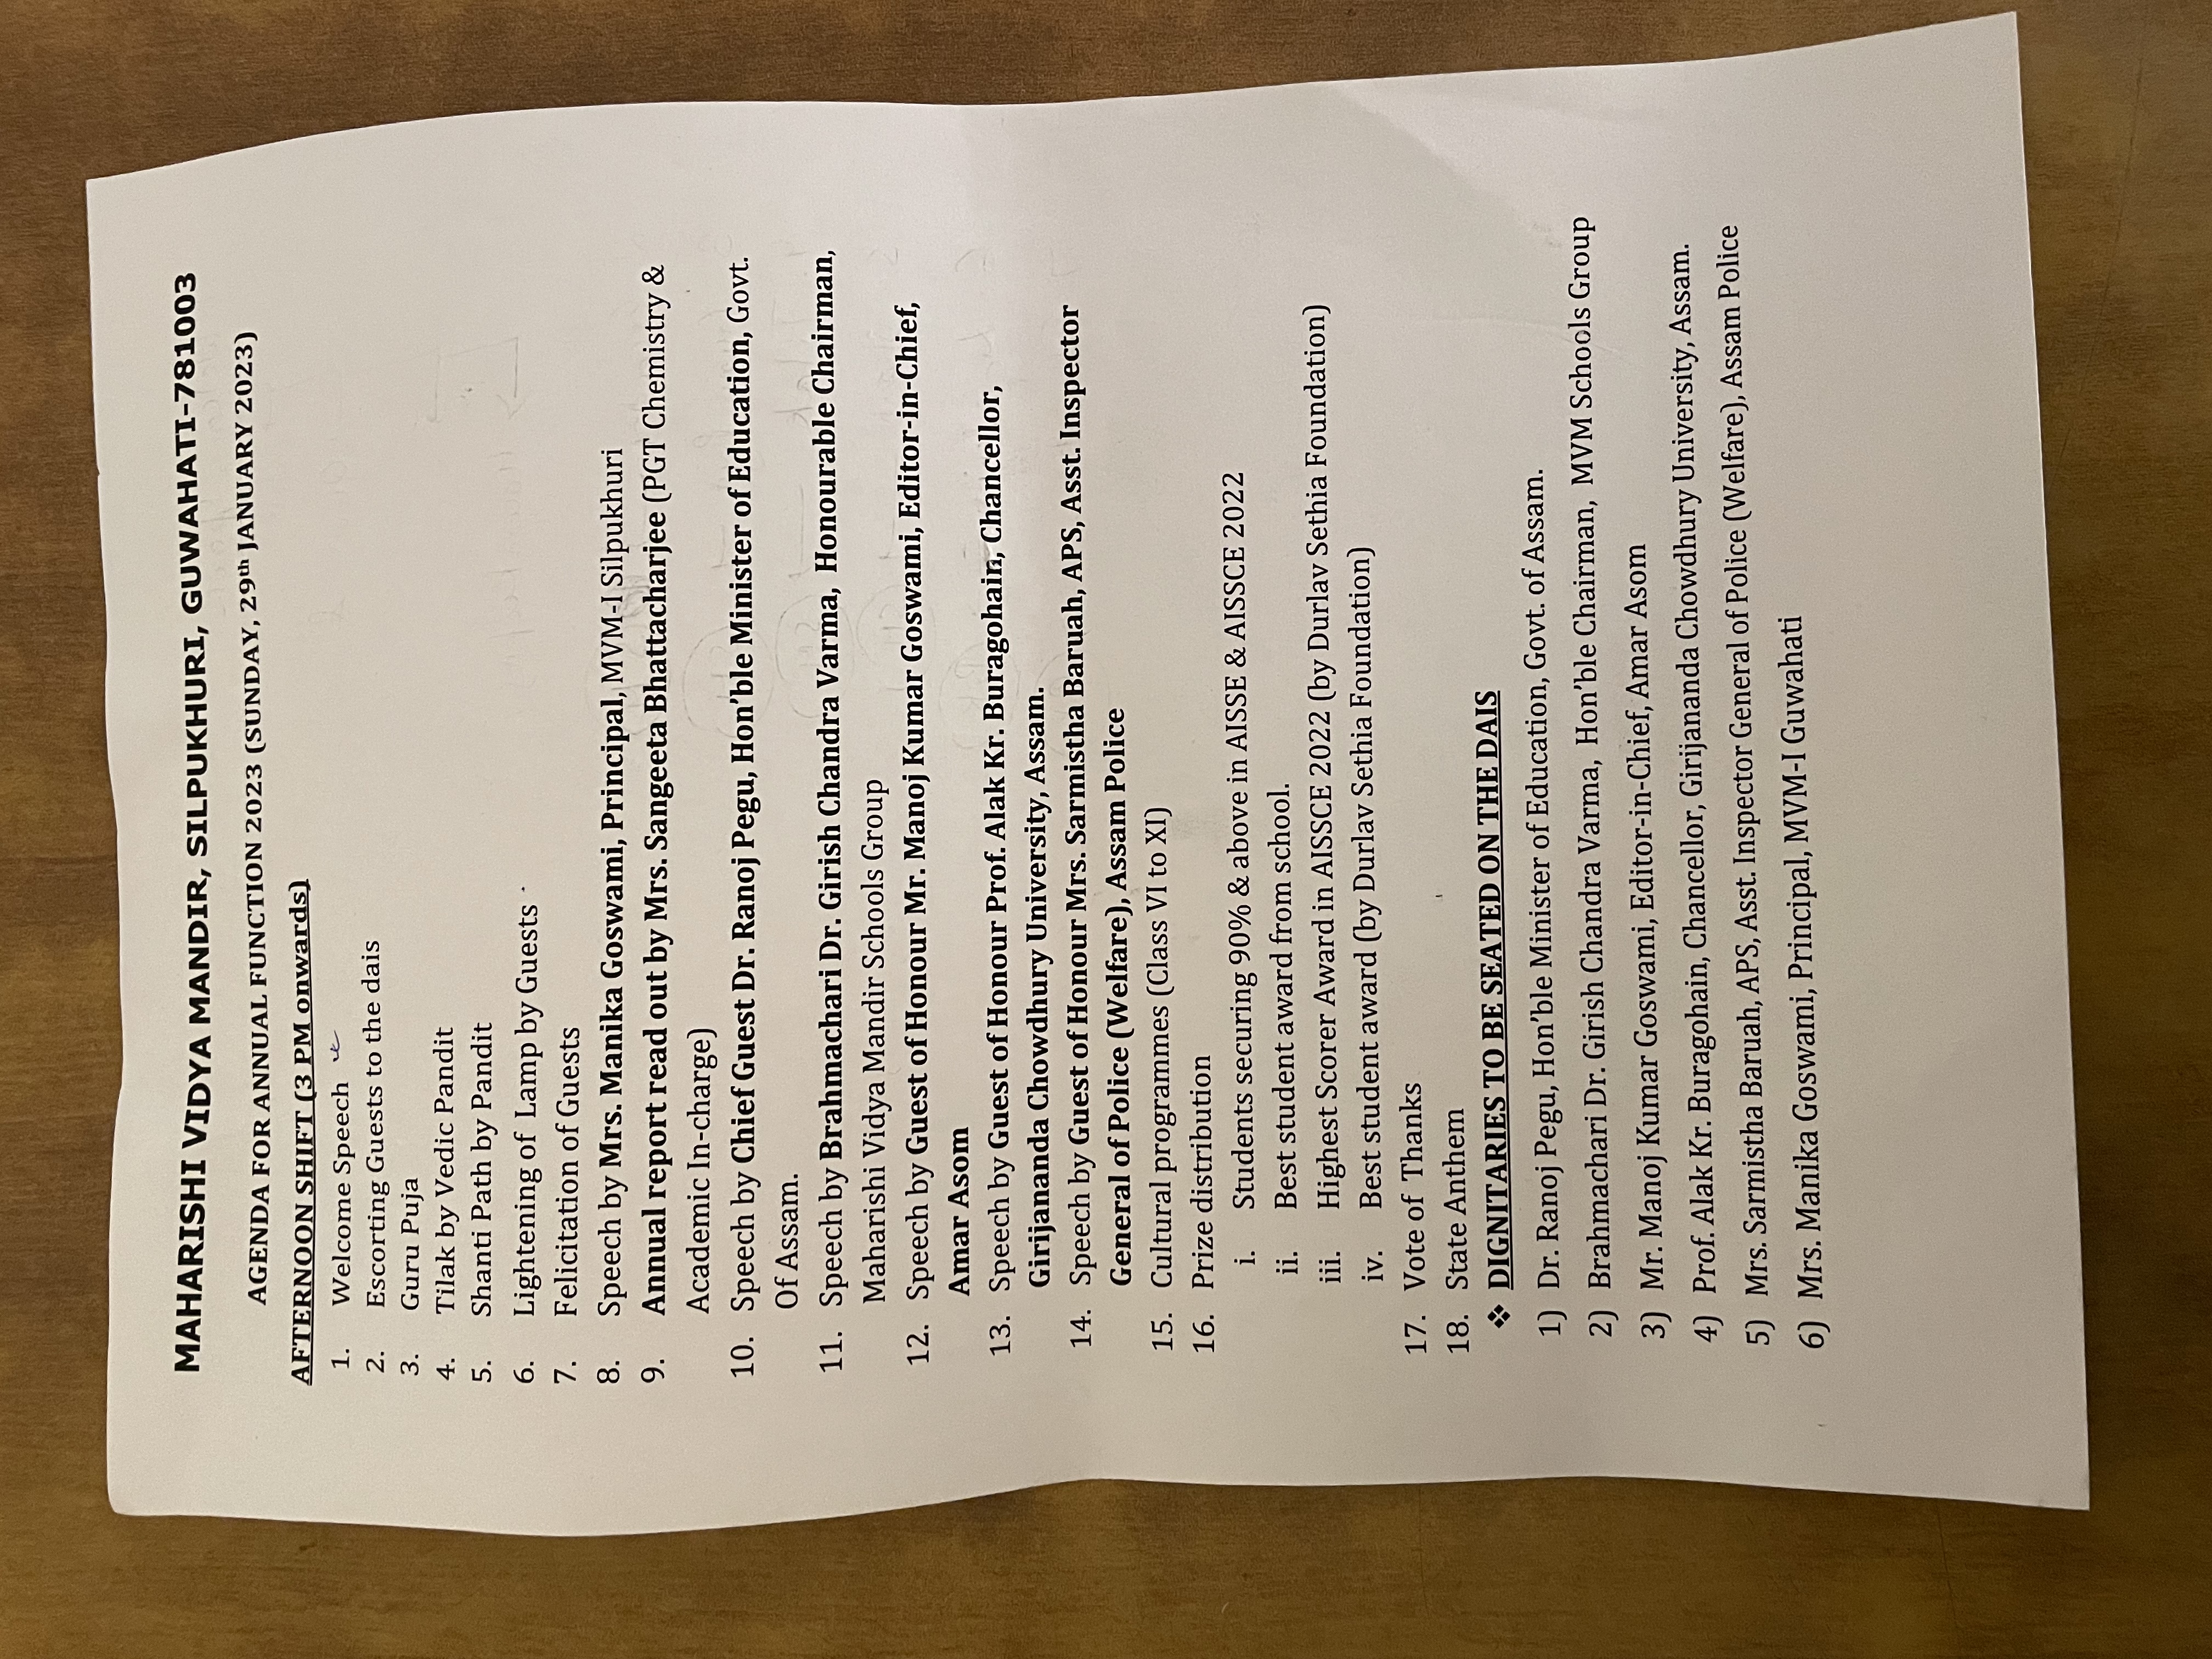 MAHARISHI VIDYA MANDIR, SILPUKHURI, GUWAHATI-781003
AGENDA FOR ANNUAL FUNCTION 2023 (SUNDAY, 29th JANUARY 2023)
AFTERNOON SHIFT (3 PM onwards)
1. Welcome Speech
2. Escorting Guests to the dais
3. Guru Puja
4. Tilak by Vedic Pandit
5. Shanti Path by Pandit
6. Lightening of Lamp by Guests
7. Felicitation of Guests
8. Speech by Mrs. Manika Goswami, Principal, MVM-I Silpukhuri
9. Annual report read out by Mrs. Sangeeta Bhattacharjee (PGT Chemistry &
Academic In-charge)
10. Speech by Chief Guest Dr. Ranoj Pegu, Hon’ble Minister of Education, Govt.
Of Assam.
11. Speech by Brahmachari Dr. Girish Chandra Varma, Honourable Chairman,
Maharishi Vidya Mandir Schools Group
12. Speech by Guest of Honour Mr. Manoj Kumar Goswami, Editor-in-Chief,
Amar Asom
13. Speech by Guest of Honour Prof. Alak Kr. Buragohain, Chancellor,
Girijananda Chowdhury University, Assam.
14. Speech by Guest of Honour Mrs. Sarmistha Baruah, APS, Asst. Inspector
General of Police (Welfare), Assam Police
15. Cultural programmes (Class VI to XI)
16. Prize distribution
i. Students securing 90% & above in AISSE & AISSCE 2022
ii. Best student award from school.
iii. Highest Scorer Award in AISSCE 2022 (by Durlav Sethia Foundation)
iv. Best student award (by Durlav Sethia Foundation)
17. Vote of Thanks
18. State Anthem
❖ DIGNITARIES TO BE SEATED ON THE DAIS
1) Dr. Ranoj Pegu, Hon’ble Minister of Education, Govt. of Assam.
2) Brahmachari Dr. Girish Chandra Varma, Hon’ble Chairman, MVM Schools Group
3) Mr. Manoj Kumar Goswami, Editor-in-Chief, Amar Asom
4) Prof. Alak Kr. Buragohain, Chancellor, Girijananda Chowdhury University, Assam.
5) Mrs. Sarmistha Baruah, APS, Asst. Inspector General of Police (Welfare), Assam Police
6) Mrs. Manika Goswami, Principal, MVM-I Guwahati